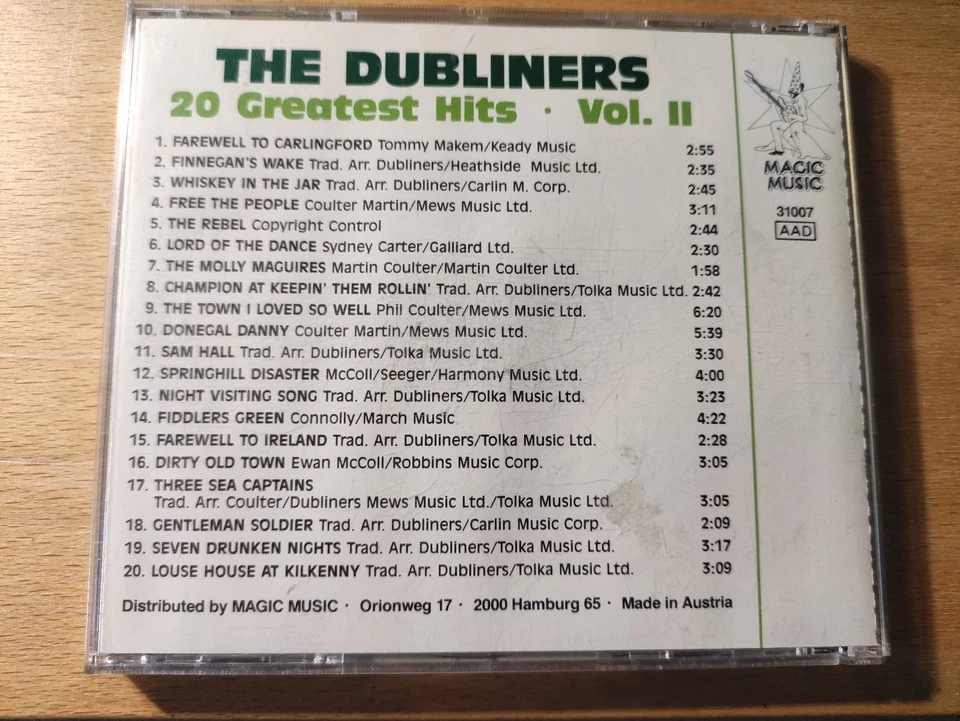 THE DUBLINERS
20 Greatest Hits · Vol. II
1. FAREWELL TO CARLINGFORD Tommy Makem/Keady Music 2:55
2. FINNEGAN'S WAKE Trad. Arr. Dubliners/Heathside Music Ltd. 2:35
3. WHISKEY IN THE JAR Trad. Arr. Dubliners/Carlin M. Corp. 2:45
4. FREE THE PEOPLE Coulter Martin/Mews Music Ltd. 3:11
5. THE REBEL Copyright Control 2:44
6. LORD OF THE DANCE Sydney Carter/Galliard Ltd. 2:30
7. THE MOLLY MAGUIRES Martin Coulter/Martin Coulter Ltd. 1:58
8. CHAMPION AT KEEPIN' THEM ROLLIN' Trad. Arr. Dubliners/Tolka Music Ltd. 2:42
9. THE TOWN I LOVED SO WELL Phil Coulter/Mews Music Ltd. 6:20
10. DONEGAL DANNY Coulter Martin/Mews Music Ltd. 5:39
11. SAM HALL Trad. Arr. Dubliners/Tolka Music Ltd. 3:30
12. SPRINGHILL DISASTER McColl/Seeger/Harmony Music Ltd. 4:00
13. NIGHT VISITING SONG Trad. Arr. Dubliners/Tolka Music Ltd. 3:23
14. FIDDLERS GREEN Connolly/March Music 4:22
15. FAREWELL TO IRELAND Trad. Arr. Dubliners/Tolka Music Ltd. 2:28
16. DIRTY OLD TOWN Ewan McColl/Robbins Music Corp. 3:05
17. THREE SEA CAPTAINS
Trad. Arr. Coulter/Dubliners Mews Music Ltd./Tolka Music Ltd. 3:05
18. GENTLEMAN SOLDIER Trad. Arr. Dubliners/Carlin Music Corp. 2:09
19. SEVEN DRUNKEN NIGHTS Trad. Arr. Dubliners/Tolka Music Ltd. 3:17
20. LOUSE HOUSE AT KILKENNY Trad. Arr. Dubliners/Tolka Music Ltd. 3:09
Distributed by MAGIC MUSIC · Orionweg 17 · 2000 Hamburg 65 · Made in Austria
MAGIC
MUSIC
31007
AAD